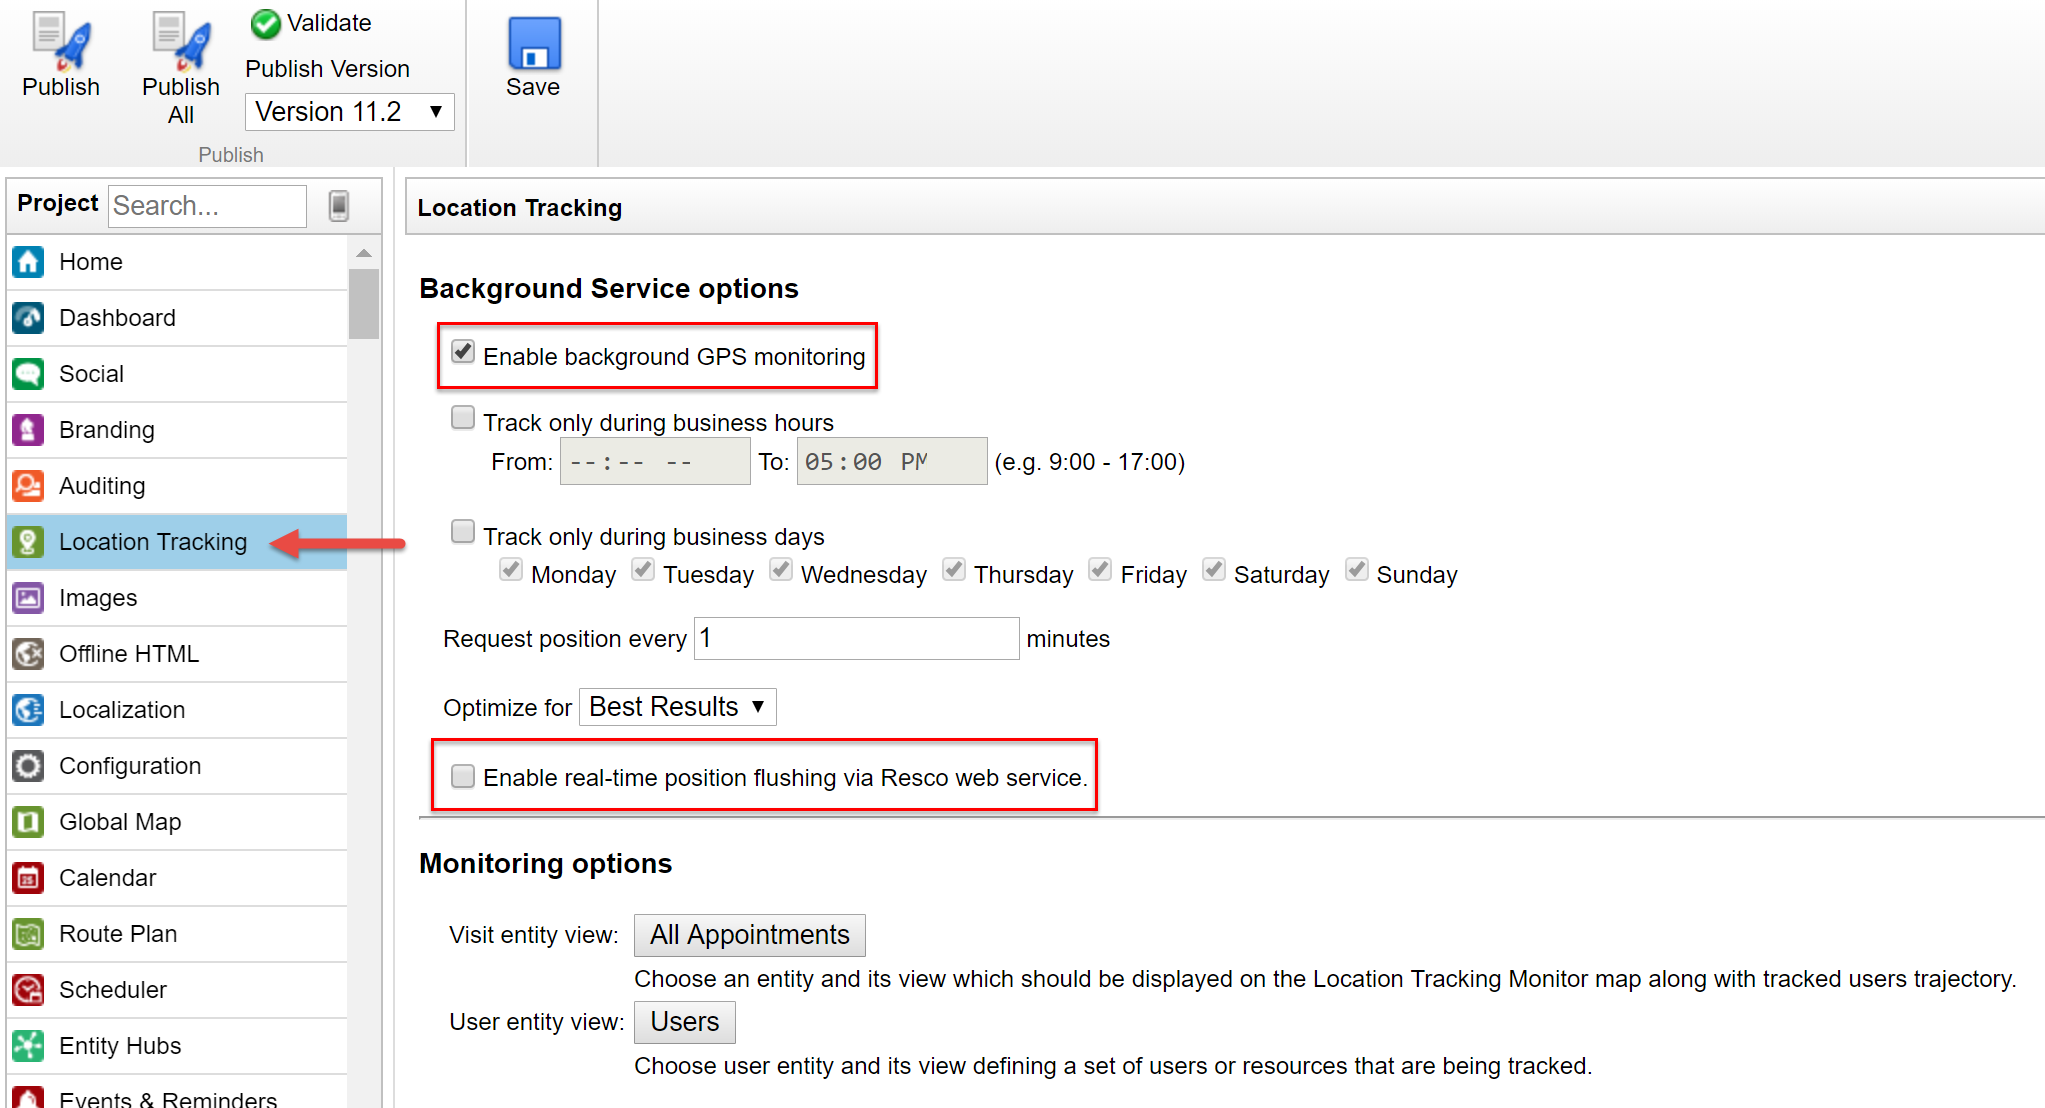 Publish
Publish All
Validate
Publish Version
Version 11.2
Save
Publish
Project
Search...
Home
Dashboard
Social
Branding
Auditing
Location Tracking
Images
Offline HTML
Localization
Configuration
Global Map
Calendar
Route Plan
Scheduler
Entity Hubs
Events & Reminders
Location Tracking
Background Service options
Enable background GPS monitoring
Track only during business hours
From: --:-- -- To: 05:00 PM (e.g. 9:00 - 17:00)
Track only during business days
Monday Tuesday Wednesday Thursday Friday Saturday Sunday
Request position every 1 minutes
Optimize for Best Results
Enable real-time position flushing via Resco web service.
Monitoring options
Visit entity view: All Appointments
Choose an entity and its view which should be displayed on the Location Tracking Monitor map along with tracked users trajectory.
User entity view: Users
Choose user entity and its view defining a set of users or resources that are being tracked.